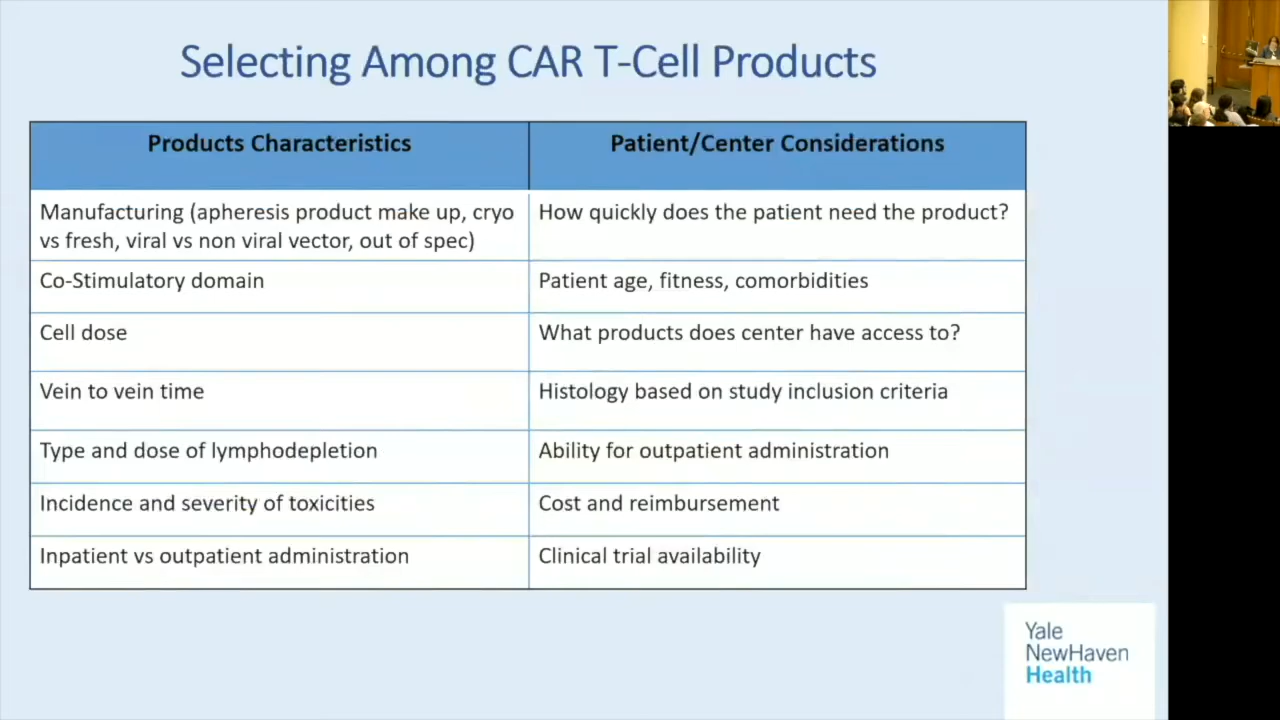 Selecting Among CAR T-Cell Products
Products Characteristics
Patient/Center Considerations
Manufacturing (apheresis product make up, cryo
vs fresh, viral vs non viral vector, out of spec)
How quickly does the patient need the product?
Co-Stimulatory domain
Patient age, fitness, comorbidities
Cell dose
What products does center have access to?
Vein to vein time
Histology based on study inclusion criteria
Type and dose of lymphodepletion
Ability for outpatient administration
Incidence and severity of toxicities
Cost and reimbursement
Inpatient vs outpatient administration
Clinical trial availability
Yale
NewHaven
Health